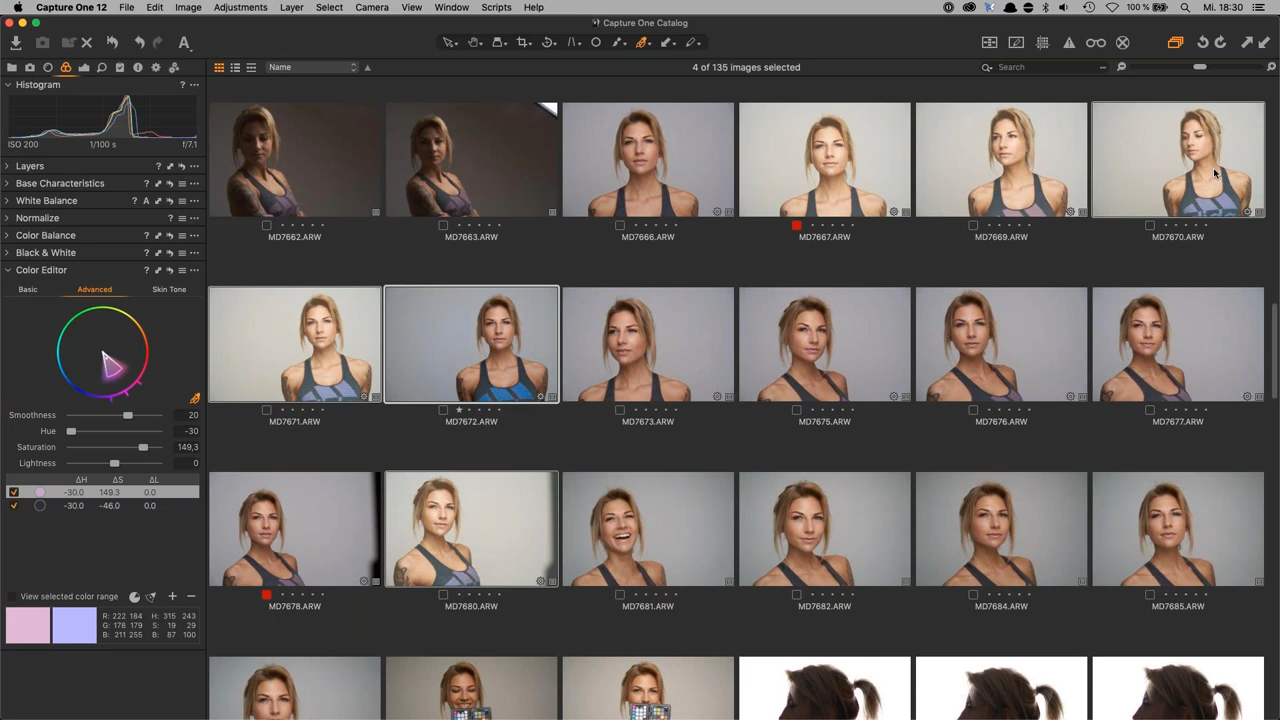 Capture One 12 File Edit Image Adjustments Layer Select Camera View Window Scripts Help 100 % Mi. 18:30
Capture One Catalog
A
Name 4 of 135 images selected Search
Histogram ? ...
ISO 200 1/100 s f/7.1
Layers ? ...
Base Characteristics ? ...
White Balance ? A ...
Normalize ? ...
Color Balance ? ...
Black & White ? ...
Color Editor ? ...
Basic Advanced Skin Tone
Smoothness 20
Hue -30
Saturation 149,3
Lightness 0
ΔH ΔS ΔL
-30.0 149.3 0.0
-30.0 -46.0 0.0
View selected color range
R: 222 184 H: 315 243
G: 178 179 S: 19 29
B: 211 255 B: 87 100
MD7662.ARW MD7663.ARW MD7666.ARW MD7667.ARW MD7669.ARW MD7670.ARW
MD7671.ARW MD7672.ARW MD7673.ARW MD7675.ARW MD7676.ARW MD7677.ARW
MD7678.ARW MD7680.ARW MD7681.ARW MD7682.ARW MD7684.ARW MD7685.ARW